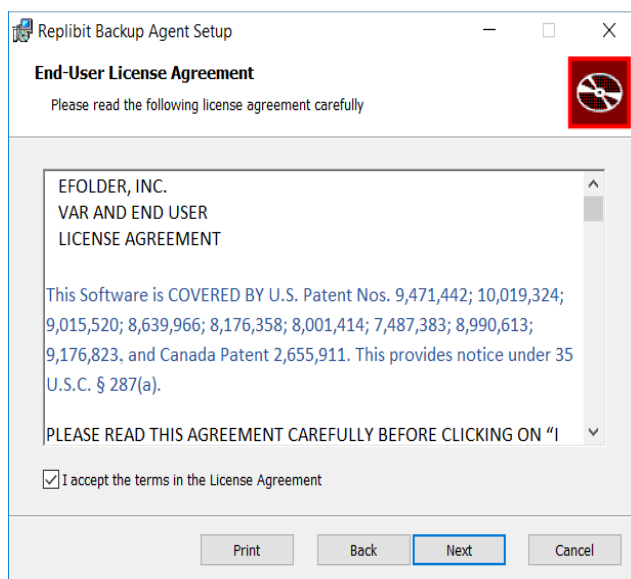 Replibit Backup Agent Setup
End-User License Agreement
Please read the following license agreement carefully
EFOLDER, INC.
VAR AND END USER
LICENSE AGREEMENT
This Software is COVERED BY U.S. Patent Nos. 9,471,442; 10,019,324;
9,015,520; 8,639,966; 8,176,358; 8,001,414; 7,487,383; 8,990,613;
9,176,823, and Canada Patent 2,655,911. This provides notice under 35
U.S.C. § 287(a).
PLEASE READ THIS AGREEMENT CAREFULLY BEFORE CLICKING ON “I
I accept the terms in the License Agreement
Print Back Next Cancel